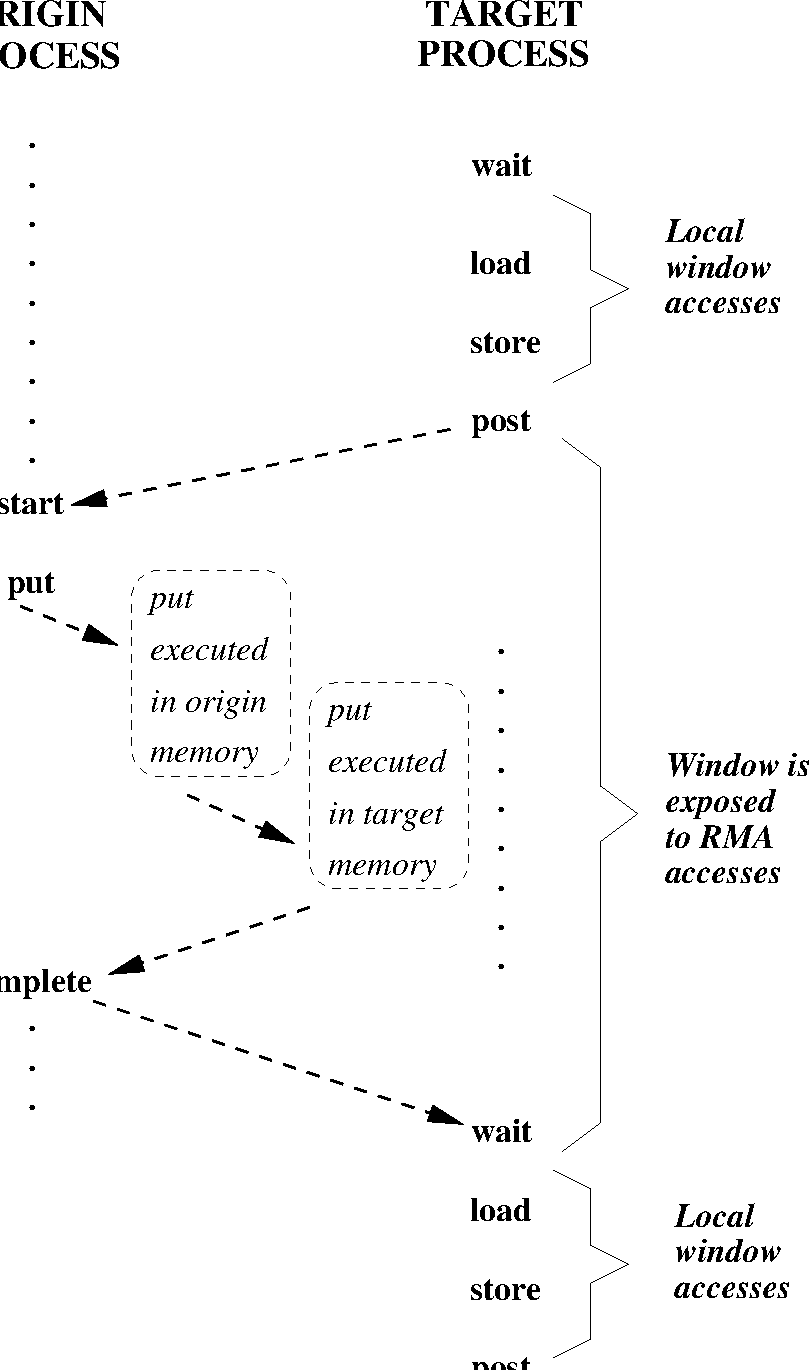 RIGIN
OCESS
TARGET
PROCESS
wait
load
store
Local
window
accesses
post
start
put
put
executed
in origin
memory
put
executed
in target
memory
Window is
exposed
to RMA
accesses
mplete
wait
load
store
Local
window
accesses
post